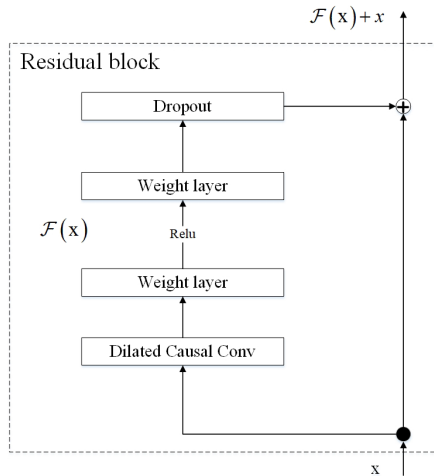 ℱ(x)+x
Residual block
Dropout
Weight layer
ℱ(x)
Relu
Weight layer
Dilated Causal Conv
x